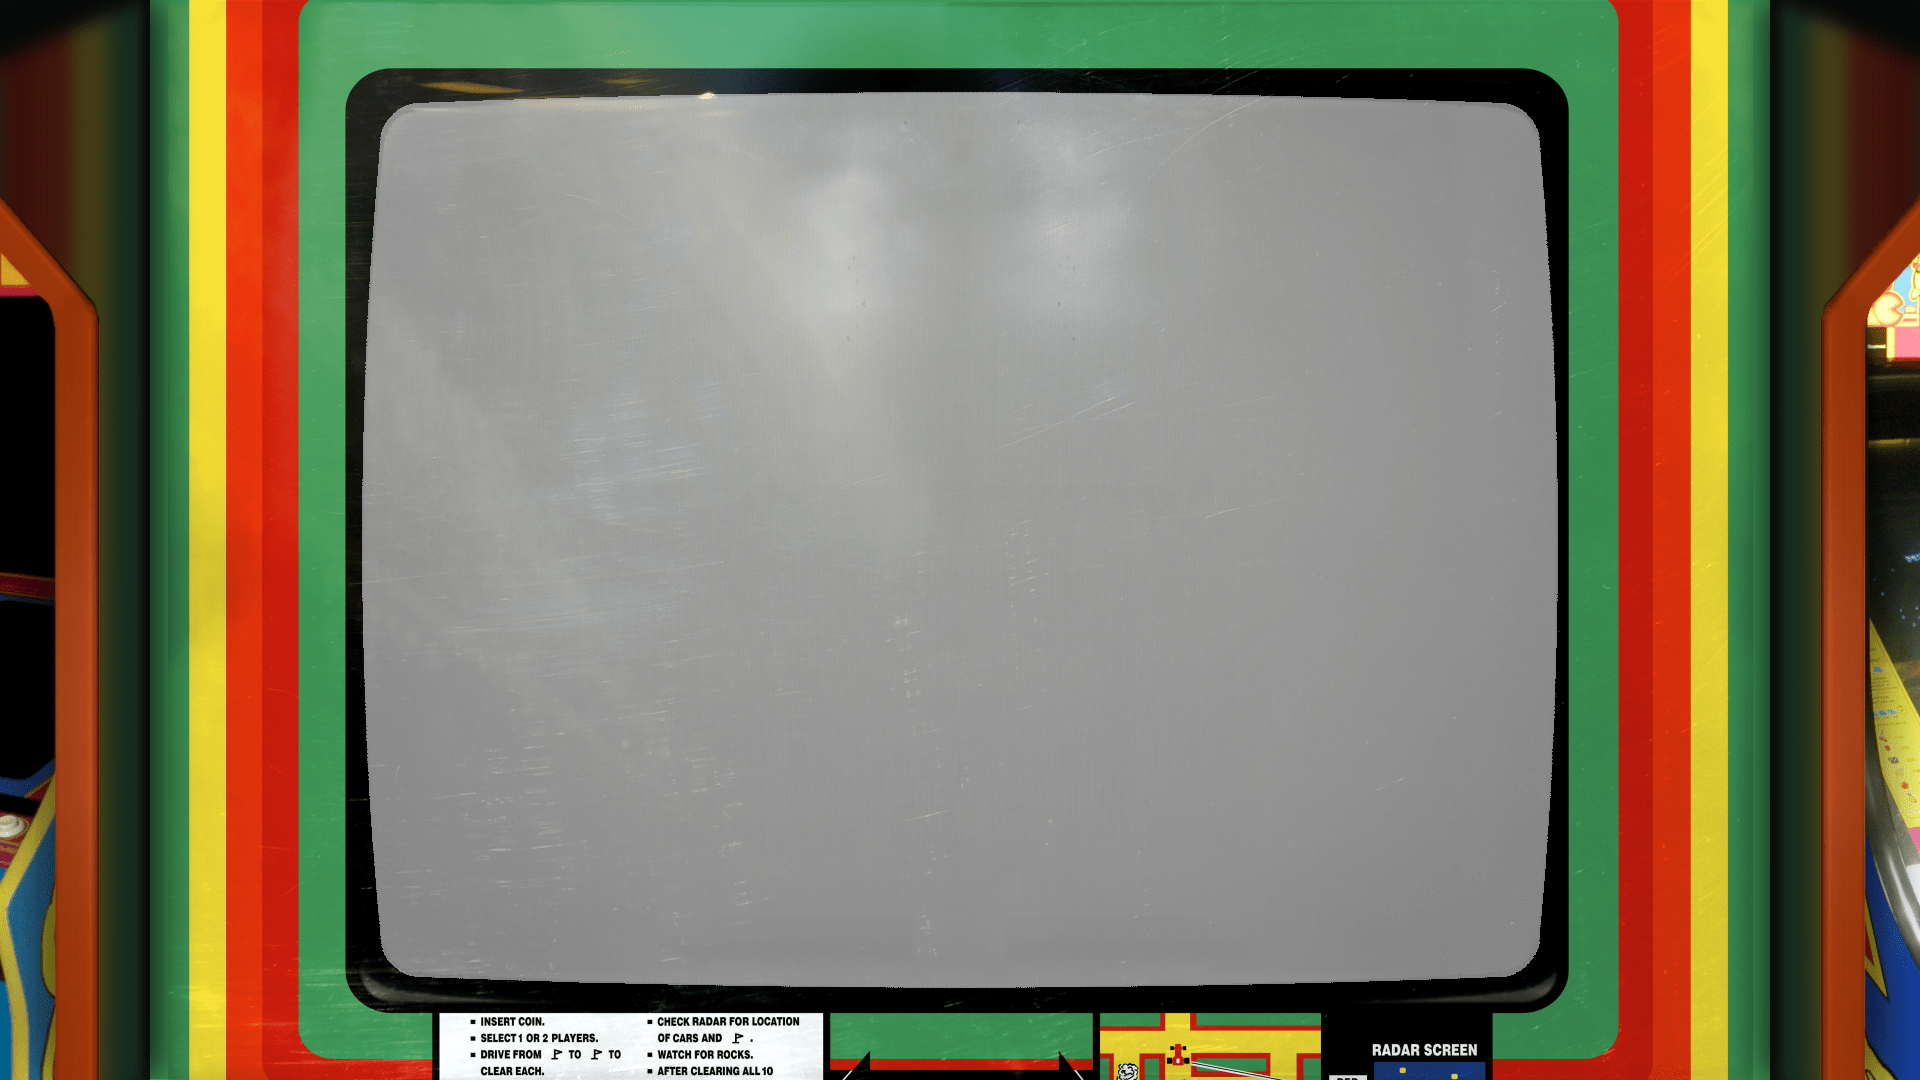 ▪ INSERT COIN.
▪ SELECT 1 OR 2 PLAYERS.
▪ DRIVE FROM TO TO
CLEAR EACH.
▪ CHECK RADAR FOR LOCATION
OF CARS AND .
▪ WATCH FOR ROCKS.
▪ AFTER CLEARING ALL 10
RADAR SCREEN
RED